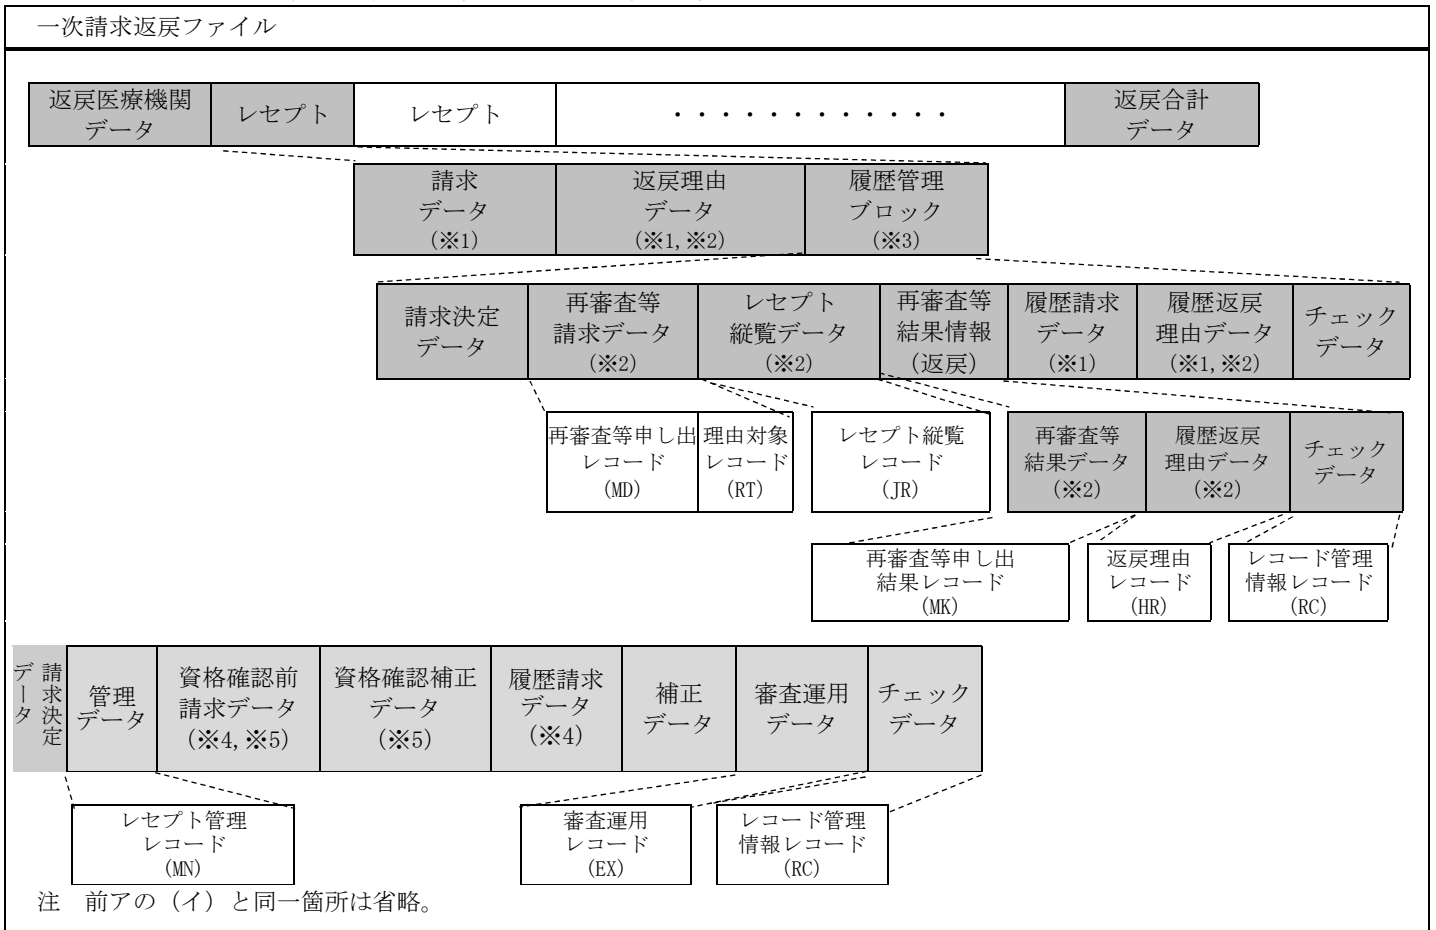 一次請求返戻ファイル
返戻医療機関
データ
レセプト
レセプト
・・・・・・・・・・・・
返戻合計
データ
請求
データ
(※1)
返戻理由
データ
(※1,※2)
履歴管理
ブロック
(※3)
請求決定
データ
再審査等
請求データ
(※2)
レセプト
縦覧データ
(※2)
再審査等
結果情報
(返戻)
履歴請求
データ
(※1)
履歴返戻
理由データ
(※1,※2)
チェック
データ
再審査等申し出
レコード
(MD)
理由対象
レコード
(RT)
レセプト縦覧
レコード
(JR)
再審査等
結果データ
(※2)
履歴返戻
理由データ
(※2)
チェック
データ
再審査等申し出
結果レコード
(MK)
返戻理由
レコード
(HR)
レコード管理
情報レコード
(RC)
請求決定
データ
管理
データ
資格確認前
請求データ
(※4,※5)
資格確認補正
データ
(※5)
履歴請求
データ
(※4)
補正
データ
審査運用
データ
チェック
データ
レセプト管理
レコード
(MN)
審査運用
レコード
(EX)
レコード管理
情報レコード
(RC)
注　前アの（イ）と同一箇所は省略。